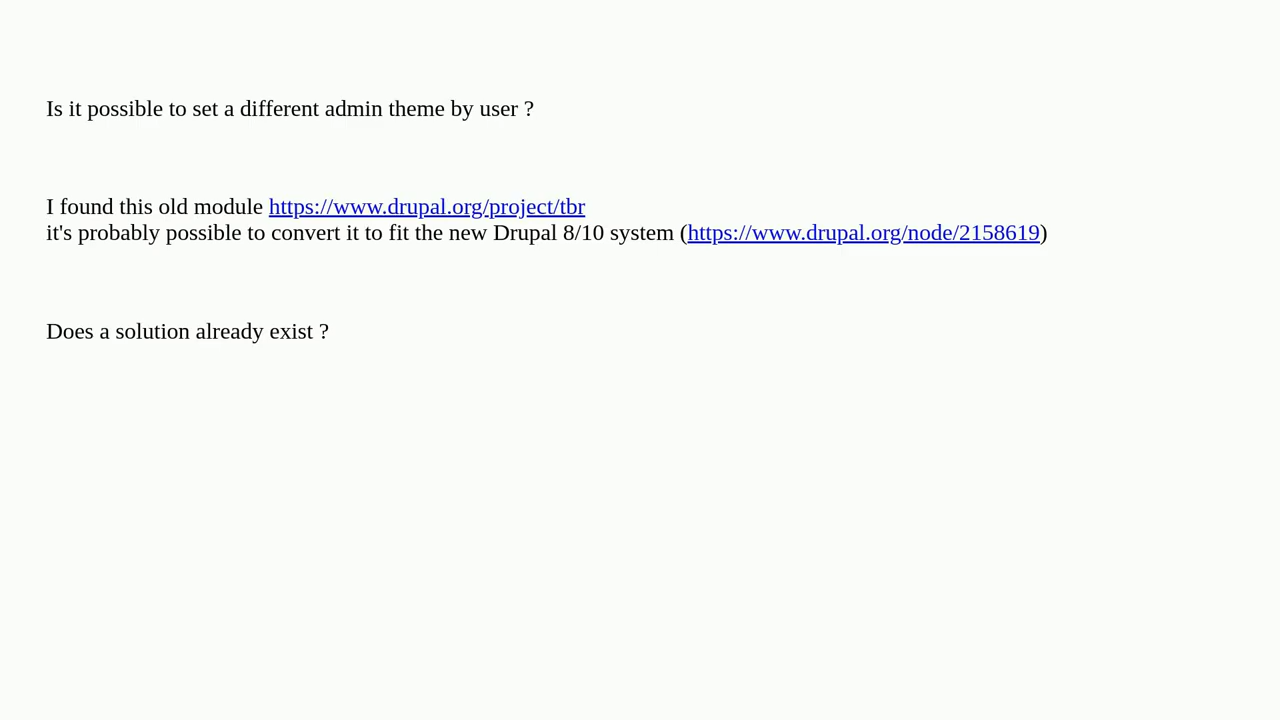 Is it possible to set a different admin theme by user ?
I found this old module https://www.drupal.org/project/tbr
it's probably possible to convert it to fit the new Drupal 8/10 system (https://www.drupal.org/node/2158619)
Does a solution already exist ?